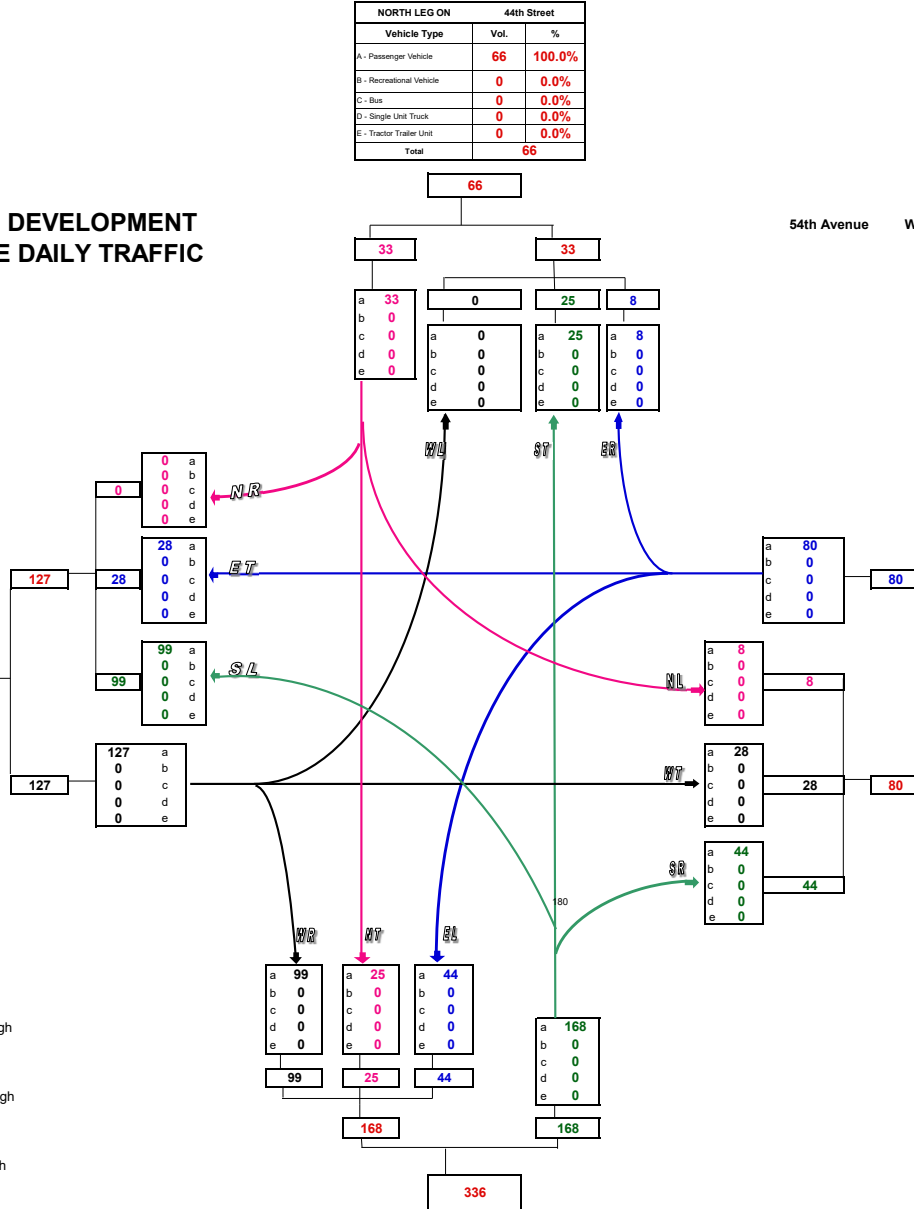 NORTH LEG ON 44th Street
Vehicle Type Vol. %
A - Passenger Vehicle 66 100.0%
B - Recreational Vehicle 0 0.0%
C - Bus 0 0.0%
D - Single Unit Truck 0 0.0%
E - Tractor Trailer Unit 0 0.0%
Total 66
66
DEVELOPMENT
E DAILY TRAFFIC
54th Avenue W
33 33
0 25 8
a 33
b 0
c 0
d 0
e 0
a 0
b 0
c 0
d 0
e 0
a 25
b 0
c 0
d 0
e 0
a 8
b 0
c 0
d 0
e 0
WL ST ER
0
0 a
0 b
0 c
0 d
0 e
NR
127
28
28 a
0 b
0 c
0 d
0 e
ET
a 80
b 0
c 0
d 0
e 0
80
99
99 a
0 b
0 c
0 d
0 e
SL
NL
a 8
b 0
c 0
d 0
e 0
8
127
127 a
0 b
0 c
0 d
0 e
WT
a 28
b 0
c 0
d 0
e 0
28
80
SR
a 44
b 0
c 0
d 0
e 0
44
180
WR NT EL
a 99
b 0
c 0
d 0
e 0
a 25
b 0
c 0
d 0
e 0
a 44
b 0
c 0
d 0
e 0
a 168
b 0
c 0
d 0
e 0
gh
99 25 44
gh
168 168
h
336